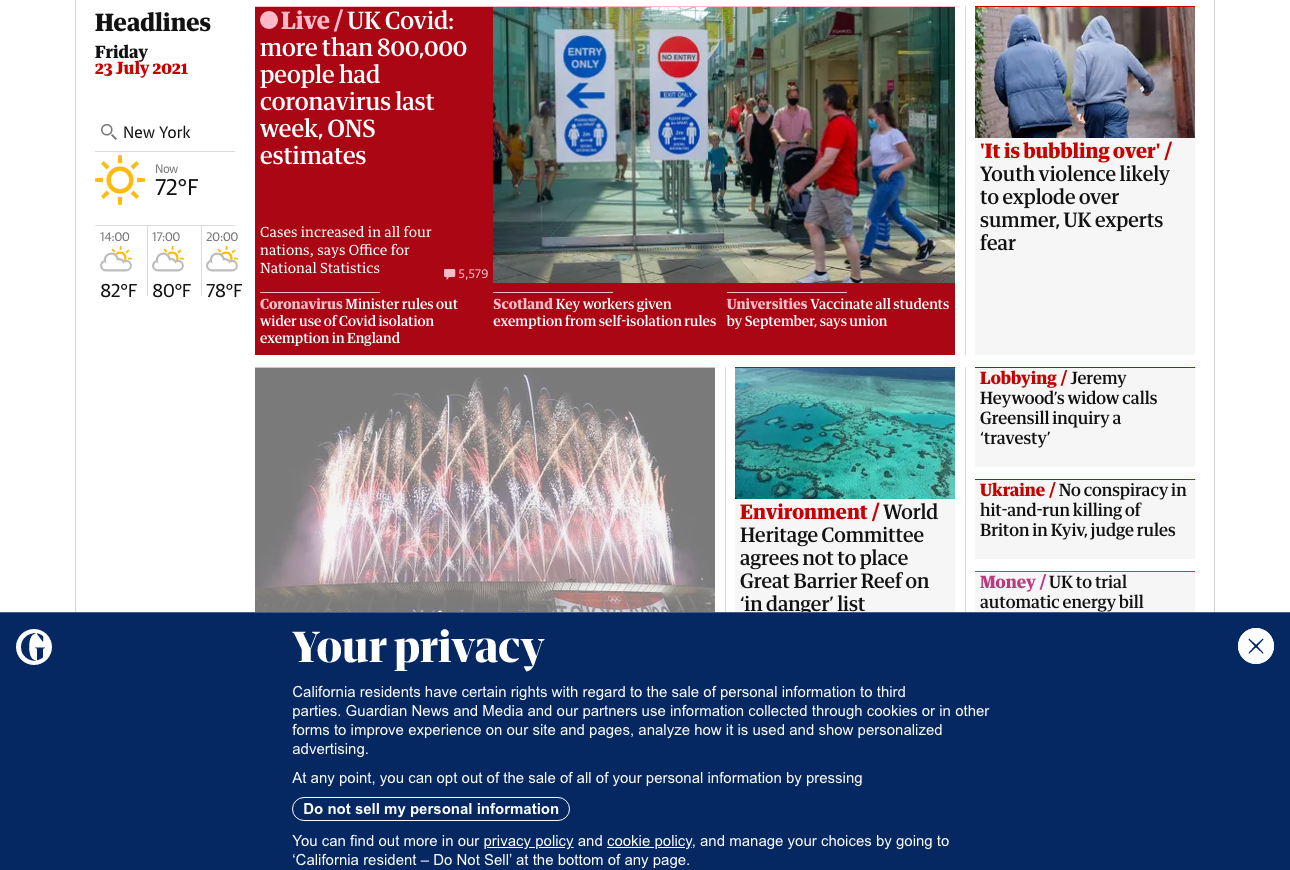 Headlines
Friday
23 July 2021
New York
Now
72°F
14:00
17:00
20:00
82°F
80°F
78°F
Live / UK Covid:
more than 800,000
people had
coronavirus last
week, ONS
estimates
Cases increased in all four
nations, says Office for
National Statistics
5,579
ENTRY
ONLY
NO ENTRY
EXIT ONLY
2m
2m
Coronavirus Minister rules out
wider use of Covid isolation
exemption in England
Scotland Key workers given
exemption from self-isolation rules
Universities Vaccinate all students
by September, says union
'It is bubbling over' /
Youth violence likely
to explode over
summer, UK experts
fear
Environment / World
Heritage Committee
agrees not to place
Great Barrier Reef on
‘in danger’ list
Lobbying / Jeremy
Heywood’s widow calls
Greensill inquiry a
‘travesty’
Ukraine / No conspiracy in
hit-and-run killing of
Briton in Kyiv, judge rules
Money / UK to trial
automatic energy bill
Your privacy
California residents have certain rights with regard to the sale of personal information to third
parties. Guardian News and Media and our partners use information collected through cookies or in other
forms to improve experience on our site and pages, analyze how it is used and show personalized
advertising.
At any point, you can opt out of the sale of all of your personal information by pressing
Do not sell my personal information
You can find out more in our privacy policy and cookie policy, and manage your choices by going to
‘California resident – Do Not Sell’ at the bottom of any page.